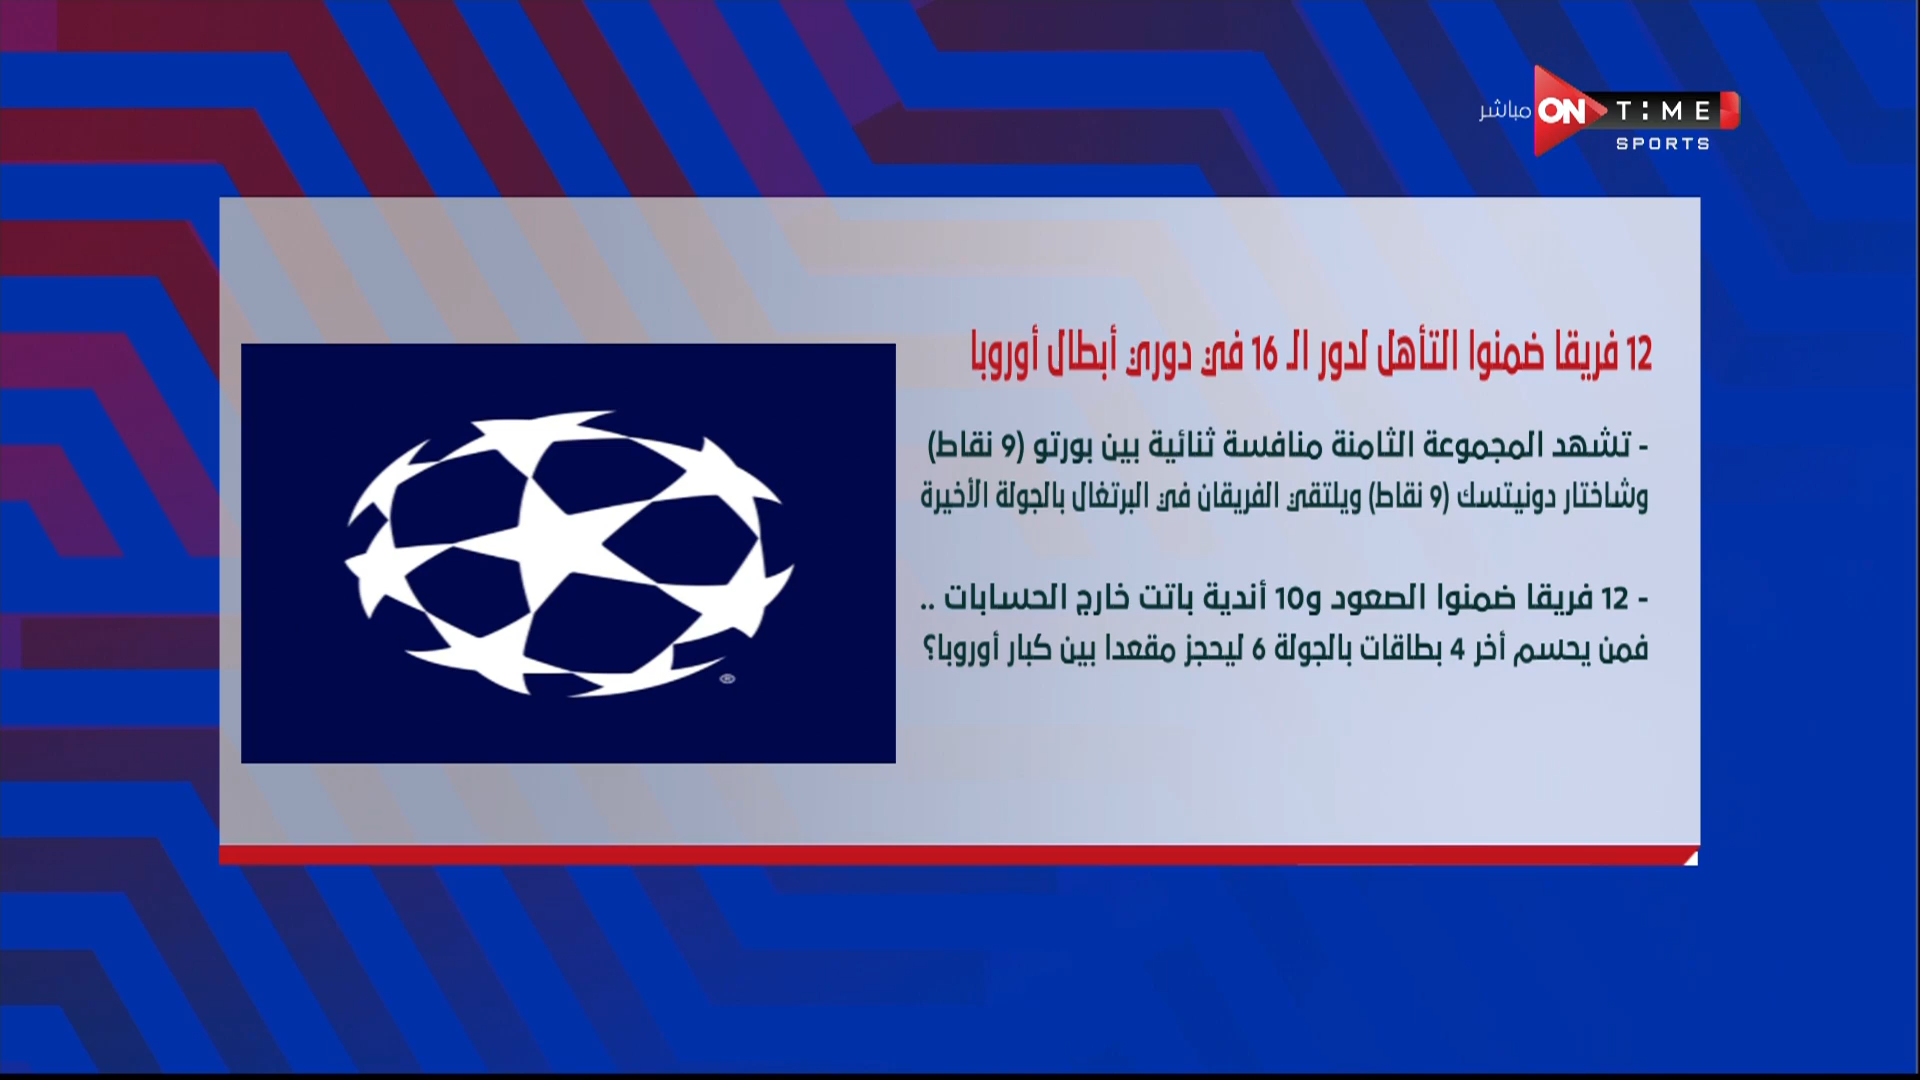 مباشر ON TIME
SPORTS
12 فريقا ضمنوا التأهل لدور الـ 16 في دوري أبطال أوروبا
- تشهد المجموعة الثامنة منافسة ثنائية بين بورتو (9 نقاط)
وشاختار دونيتسك (9 نقاط) ويلتقي الفريقان في البرتغال بالجولة الأخيرة
- 12 فريقا ضمنوا الصعود و10 أندية باتت خارج الحسابات ..
فمن يحسم أخر 4 بطاقات بالجولة 6 ليحجز مقعدا بين كبار أوروبا؟
®